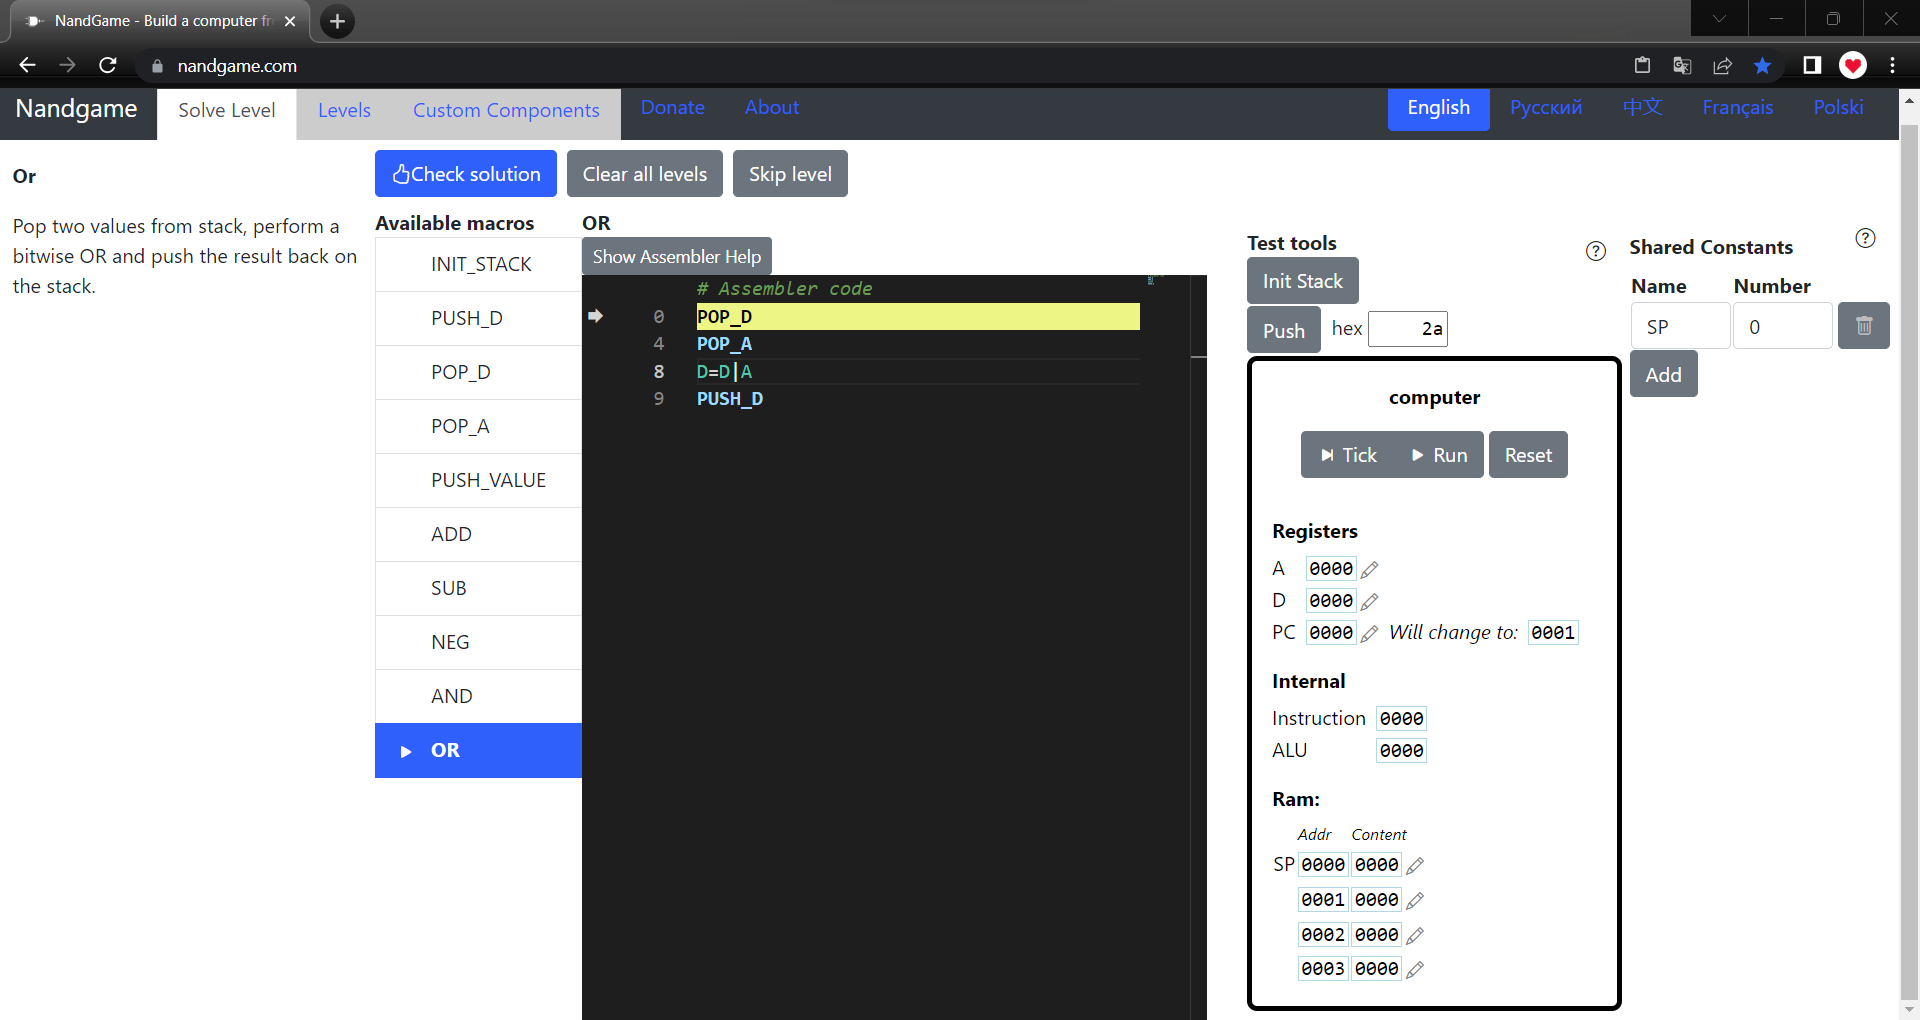 NandGame - Build a computer fr
nandgame.com
Nandgame
Solve Level
Levels
Custom Components
Donate
About
English
Русский
中文
Français
Polski
Or
Pop two values from stack, perform a
bitwise OR and push the result back on
the stack.
Check solution
Clear all levels
Skip level
Available macros
INIT_STACK
PUSH_D
POP_D
POP_A
PUSH_VALUE
ADD
SUB
NEG
AND
OR
OR
Show Assembler Help
# Assembler code
0 POP_D
4 POP_A
8 D=D|A
9 PUSH_D
Test tools
Init Stack
Push hex 2a
computer
Tick Run Reset
Registers
A 0000
D 0000
PC 0000 Will change to: 0001
Internal
Instruction 0000
ALU 0000
Ram:
Addr Content
SP 0000 0000
0001 0000
0002 0000
0003 0000
Shared Constants
Name Number
SP 0
Add